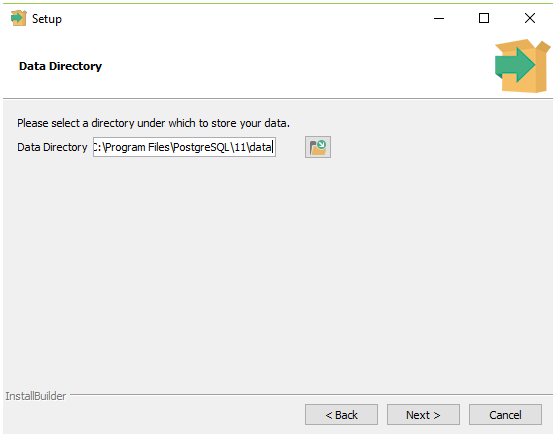 Setup
Data Directory
Please select a directory under which to store your data.
Data Directory C:\Program Files\PostgreSQL\11\data
InstallBuilder
< Back Next > Cancel